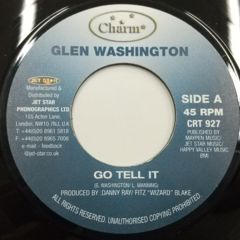 Charm
GLEN WASHINGTON
JET STAR
Manufactured &
Distributed by
JET STAR
PHONOGRAPHICS LTD
155 Acton Lane,
London, NW10 7NJ, U.K
T: +44(0)20 8961 5818
F: +44(0)20 8965 7008
e-mail - feedback
@jet-star.co.uk
SIDE A
45 RPM
CRT 927
PUBLISHED BY
MAYPEN MUSIC/
JET STAR MUSIC/
HAPPY VALLEY MUSIC
(BMI)
GO TELL IT
(G. WASHINGTON/ L. MANNING)
PRODUCED BY: DANNY RAY/ FITZ "WIZARD" BLAKE
ALL RIGHTS RESERVED. UNAUTHORISED COPYING PROHIBITED.